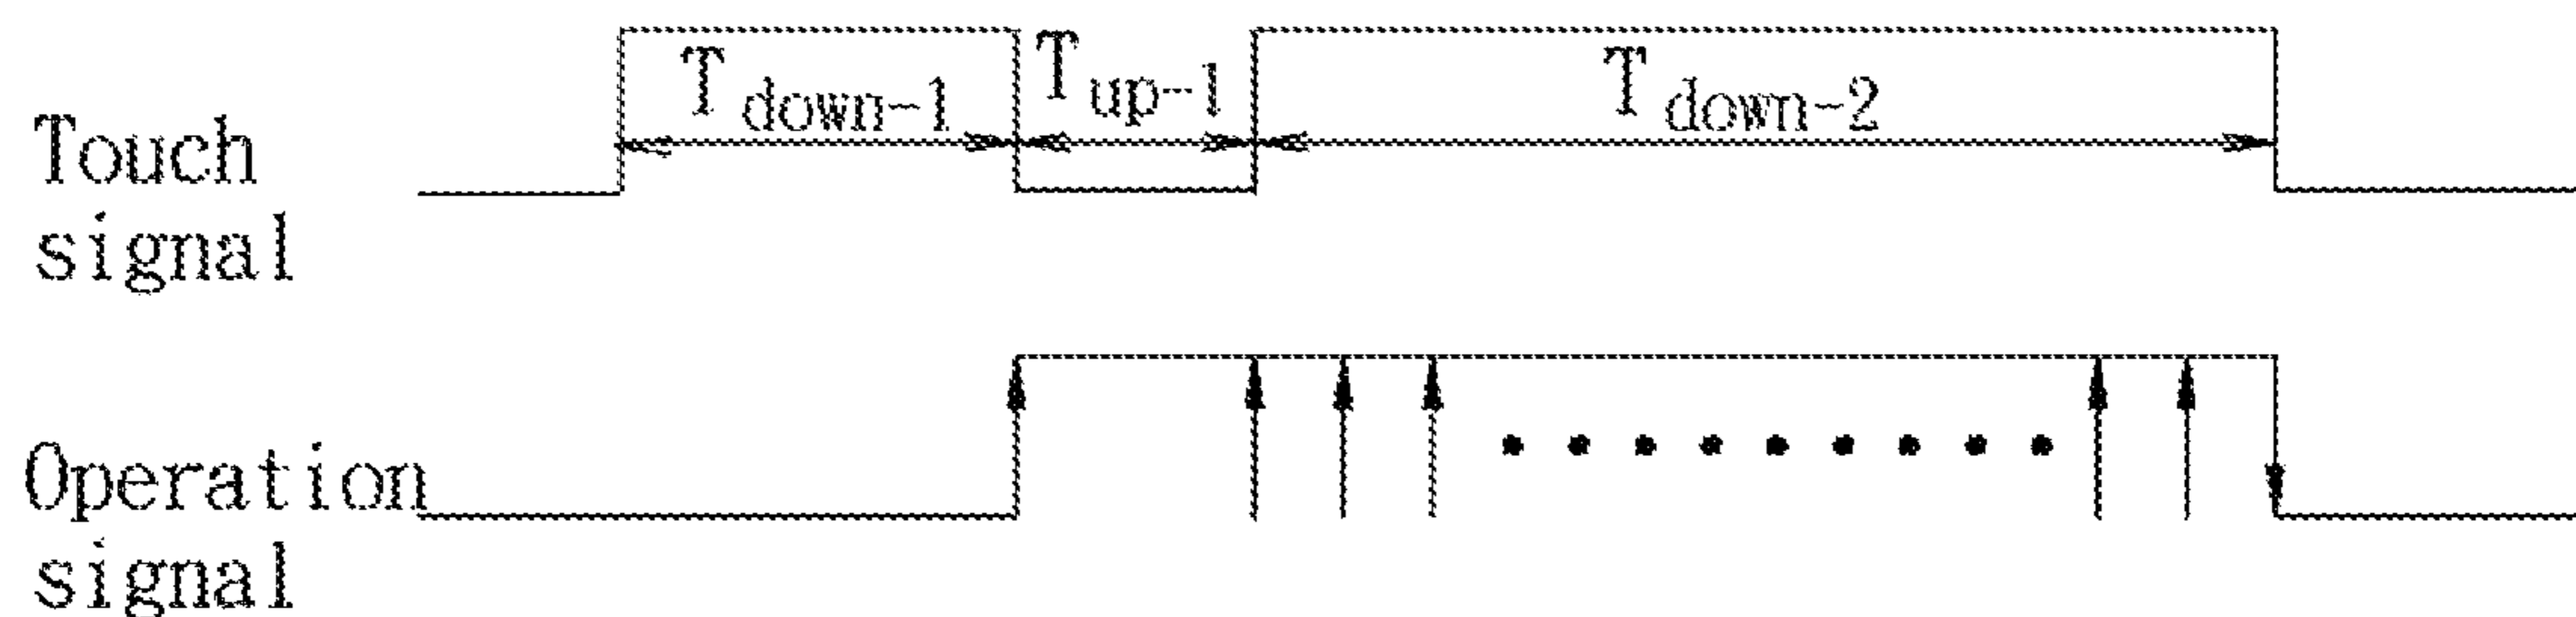 T down-1 T up-1 T down-2
Touch
signal
Operation
signal